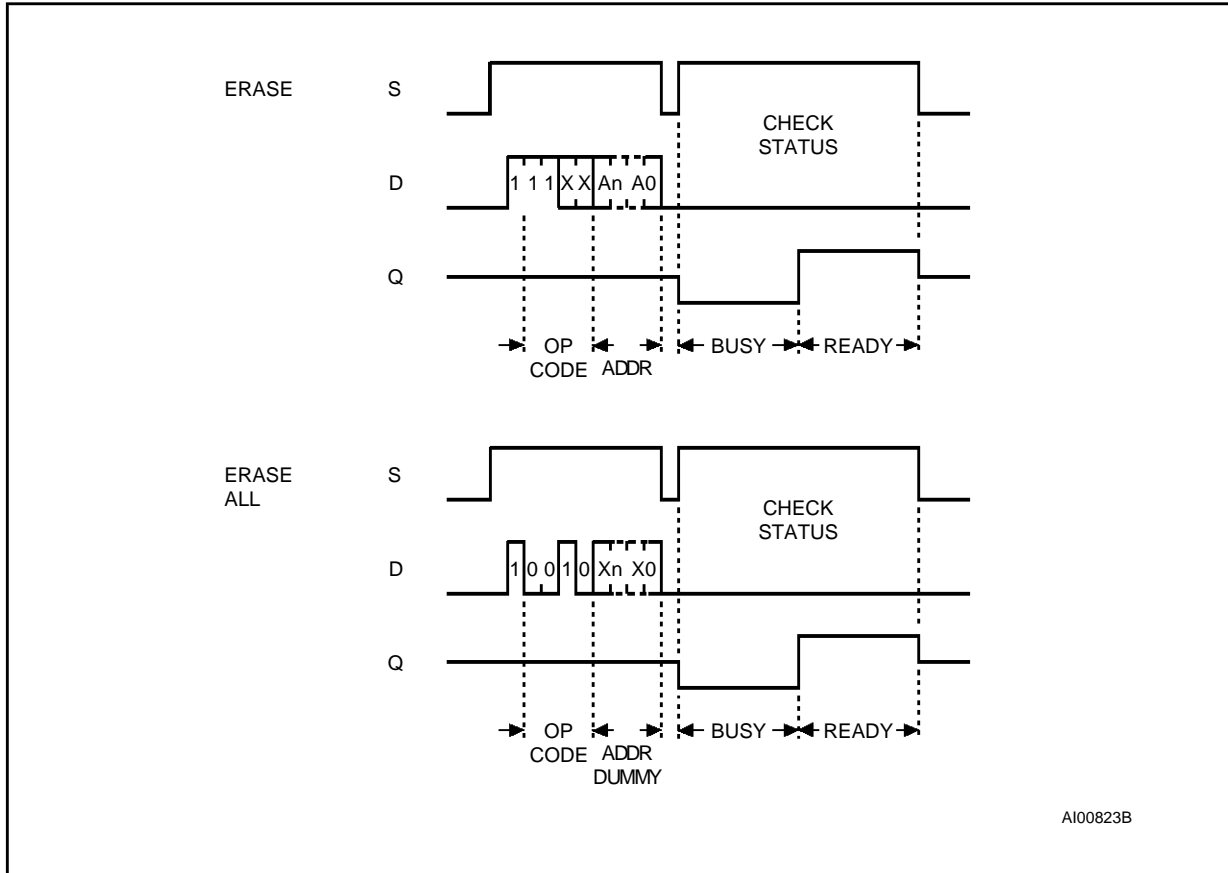 ERASE S
CHECK
STATUS
D
1 1 1 X X An A0
Q
OP
CODE
ADDR
BUSY
READY
ERASE
ALL
S
CHECK
STATUS
D
1 0 0 1 0 Xn X0
Q
OP
CODE
ADDR
DUMMY
BUSY
READY
AI00823B